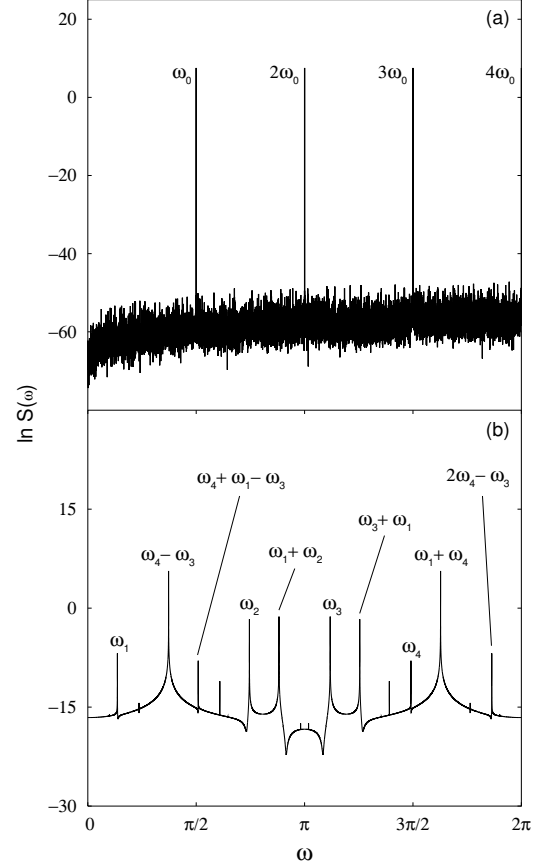 (a)
20
ω₀ 2ω₀ 3ω₀ 4ω₀
0
−20
−40
−60
ln S(ω)
(b)
ω₄+ ω₁− ω₃
2ω₄− ω₃
15
ω₃+ ω₁
ω₄− ω₃
ω₁+ ω₂
ω₁+ ω₄
0
ω₂
ω₃
ω₁
ω₄
−15
−30
0 π/2 π 3π/2 2π
ω